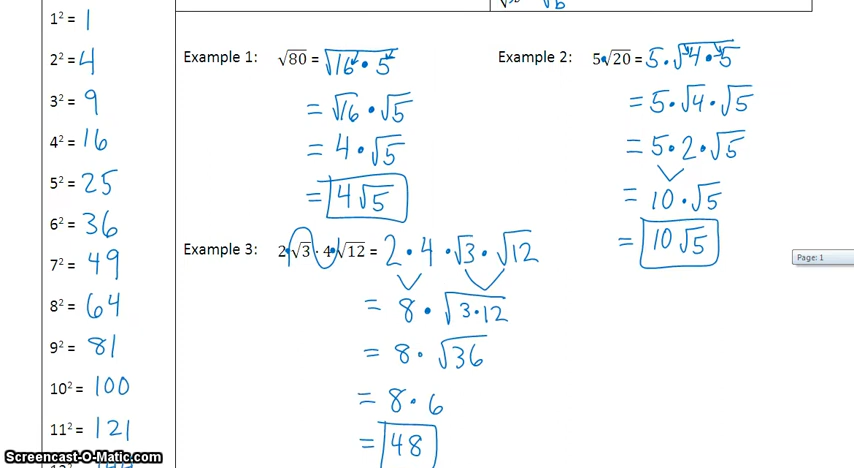 1² = 1
2² = 4
3² = 9
4² = 16
5² = 25
6² = 36
7² = 49
8² = 64
9² = 81
10² = 100
11² = 121
Example 1: √80 = √16 • 5
= √16 • √5
= 4 • √5
= 4√5
Example 2: 5•√20 = 5 • √4 • 5
= 5 • √4 • √5
= 5 • 2 • √5
= 10 • √5
= 10√5
Example 3: 2•√3 · 4•√12 = 2 • 4 • √3 • √12
= 8 • √3•12
= 8 • √36
= 8 • 6
= 48
Page: 1
Screencast-O-Matic.com